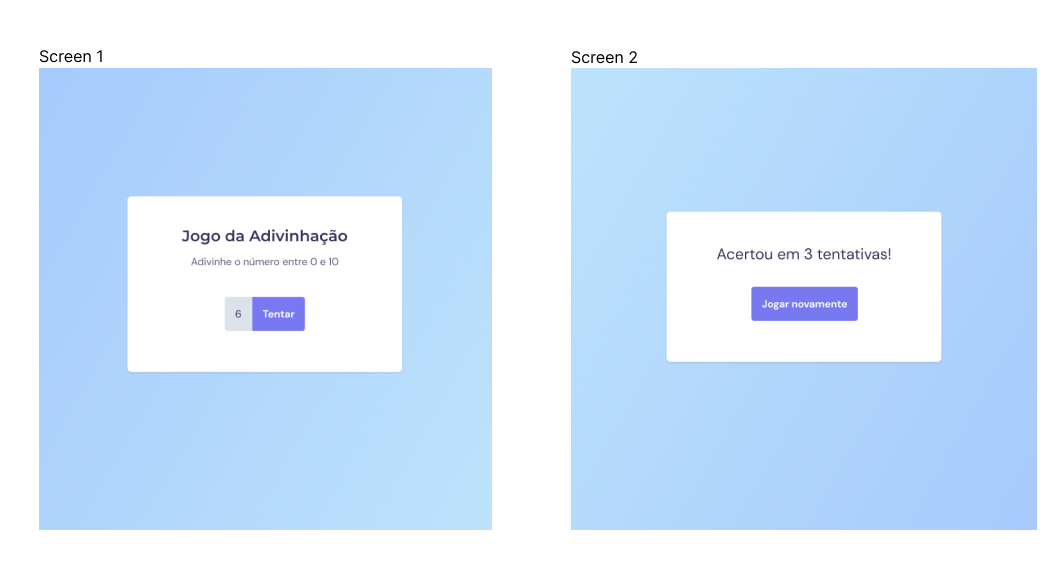 Screen 1
Jogo da Adivinhação
Adivinhe o número entre 0 e 10
6 Tentar
Screen 2
Acertou em 3 tentativas!
Jogar novamente